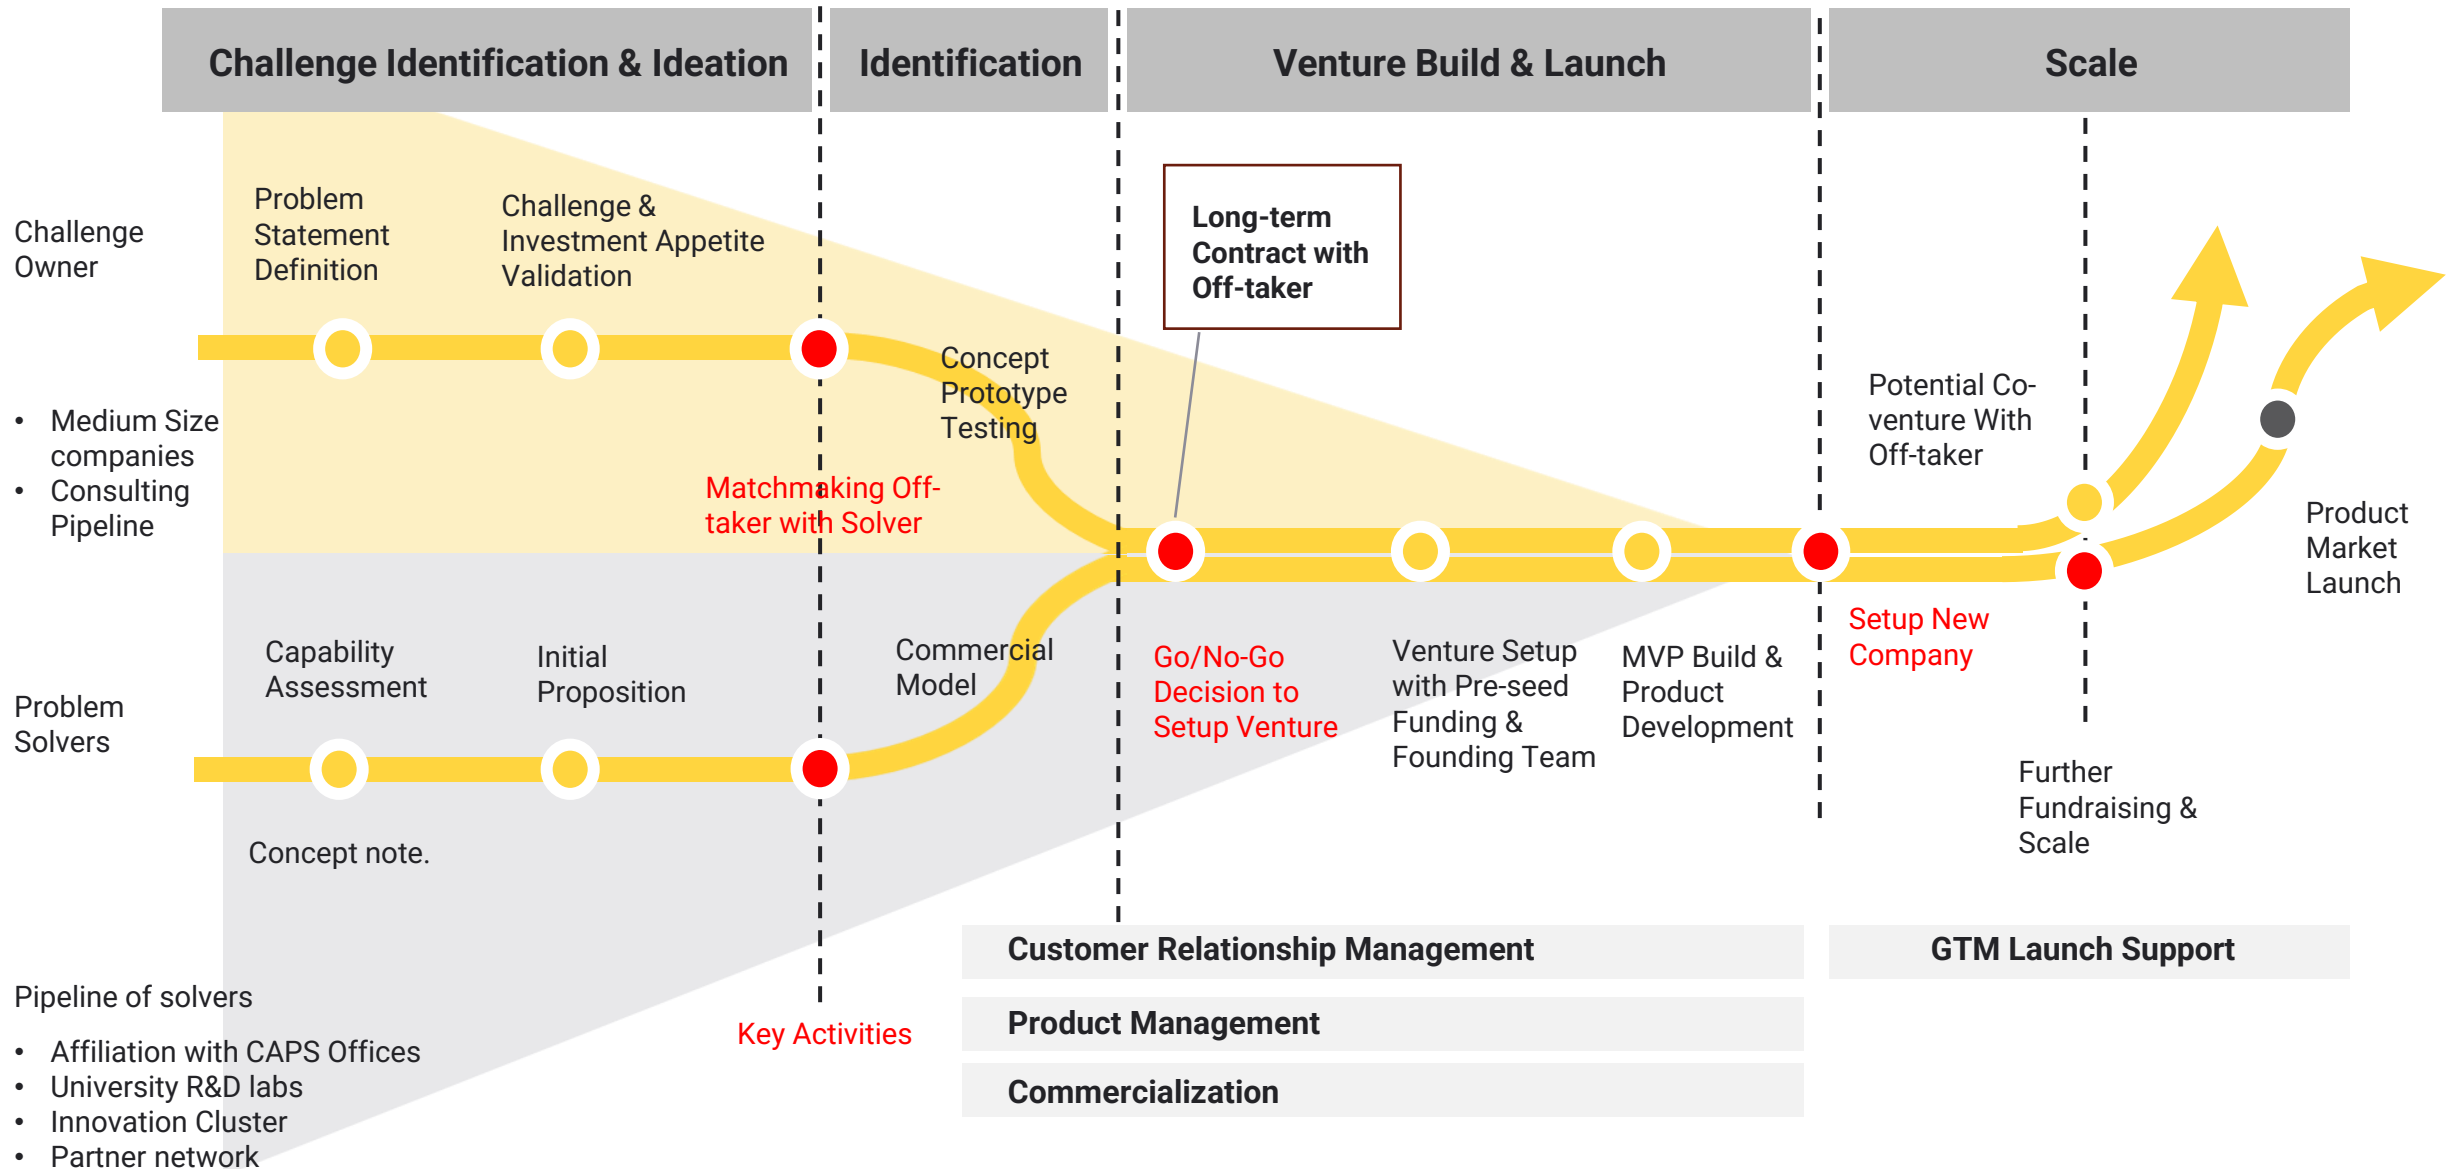 Challenge Identification & Ideation
Identification
Venture Build & Launch
Scale
Challenge
Owner
Problem
Statement
Definition
Challenge &
Investment Appetite
Validation
Long-term
Contract with
Off-taker
• Medium Size
companies
• Consulting
Pipeline
Concept
Prototype
Testing
Matchmaking Off-
taker with Solver
Potential Co-
venture With
Off-taker
Product
Market
Launch
Problem
Solvers
Capability
Assessment
Initial
Proposition
Commercial
Model
Go/No-Go
Decision to
Setup Venture
Venture Setup
with Pre-seed
Funding &
Founding Team
MVP Build &
Product
Development
Setup New
Company
Further
Fundraising &
Scale
Concept note.
Pipeline of solvers
• Affiliation with CAPS Offices
• University R&D labs
• Innovation Cluster
• Partner network
Key Activities
Customer Relationship Management
Product Management
Commercialization
GTM Launch Support